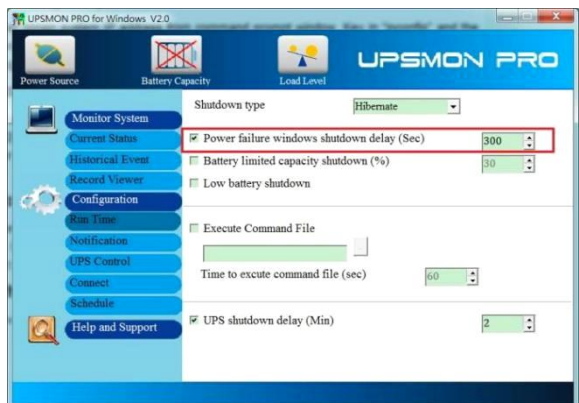 UPSMON PRO for Windows V2.0
UPSMON PRO
Power Source Battery Capacity Load Level
Shutdown type Hibernate
Monitor System
Current Status
Historical Event
Record Viewer
Configuration
Run Time
Notification
UPS Control
Connect
Schedule
Help and Support
Power failure windows shutdown delay (Sec) 300
Battery limited capacity shutdown (%) 30
Low battery shutdown
Execute Command File
Time to excute command file (sec) 60
UPS shutdown delay (Min) 2